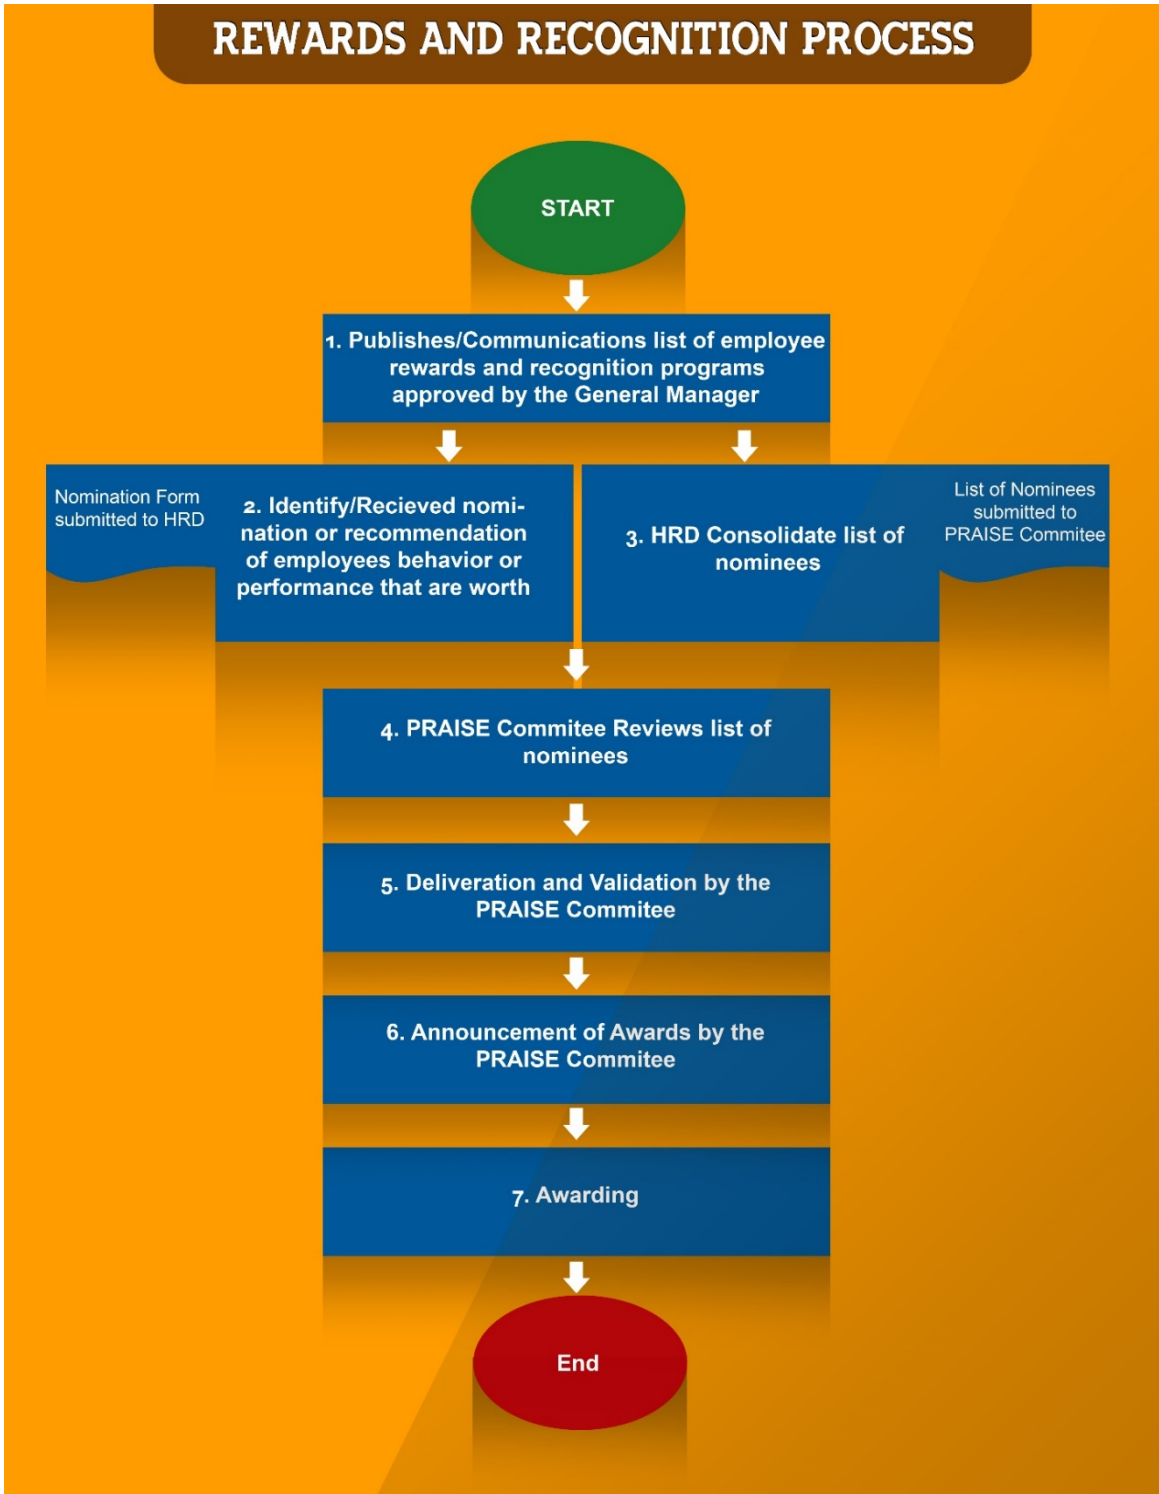 REWARDS AND RECOGNITION PROCESS
START
1. Publishes/Communications list of employee
rewards and recognition programs
approved by the General Manager
Nomination Form
submitted to HRD
2. Identify/Recieved nomi-
nation or recommendation
of employees behavior or
performance that are worth
3. HRD Consolidate list of
nominees
List of Nominees
submitted to
PRAISE Commitee
4. PRAISE Commitee Reviews list of
nominees
5. Deliveration and Validation by the
PRAISE Commitee
6. Announcement of Awards by the
PRAISE Commitee
7. Awarding
End